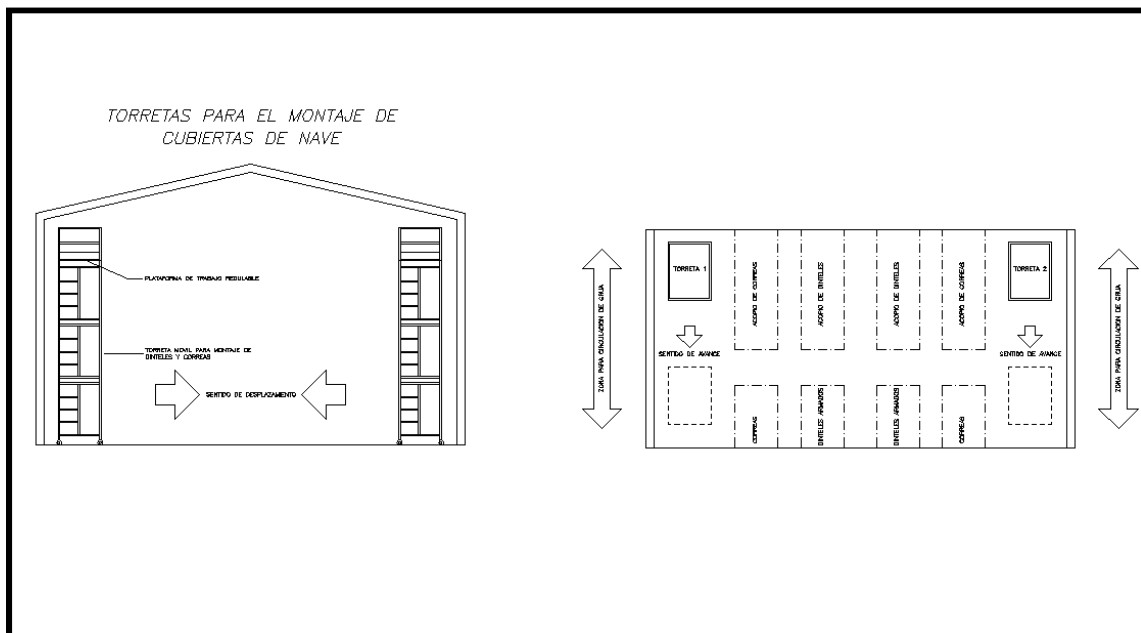 TORRETAS PARA EL MONTAJE DE
CUBIERTAS DE NAVE
PLATAFORMA DE TRABAJO REGULABLE
TORRETA MOVIL PARA MONTAJE DE
DINTELES Y CORREAS
SENTIDO DE DESPLAZAMIENTO
ZONA PARA CIRCULACION DE GRUA
TORRETA 1
SENTIDO DE AVANCE
ACOPIO DE CORREAS
ACOPIO DE DINTELES
ACOPIO DE DINTELES
ACOPIO DE CORREAS
TORRETA 2
SENTIDO DE AVANCE
CORREAS
DINTELES ARMADOS
DINTELES ARMADOS
CORREAS
ZONA PARA CIRCULACION DE GRUA